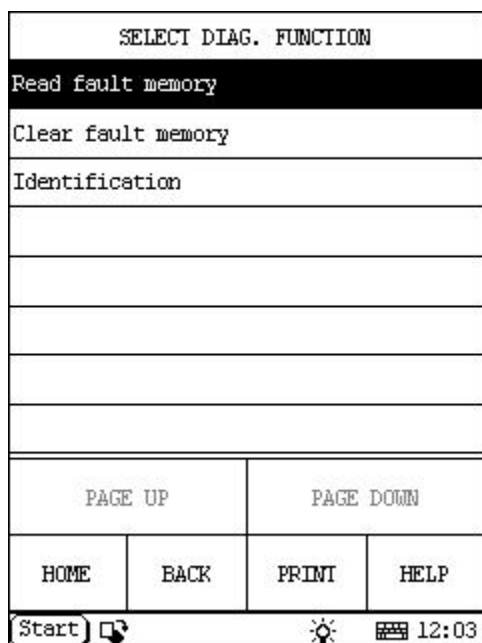 SELECT DIAG. FUNCTION
Read fault memory
Clear fault memory
Identification
PAGE UP PAGE DOWN
HOME BACK PRINT HELP
Start 12:03